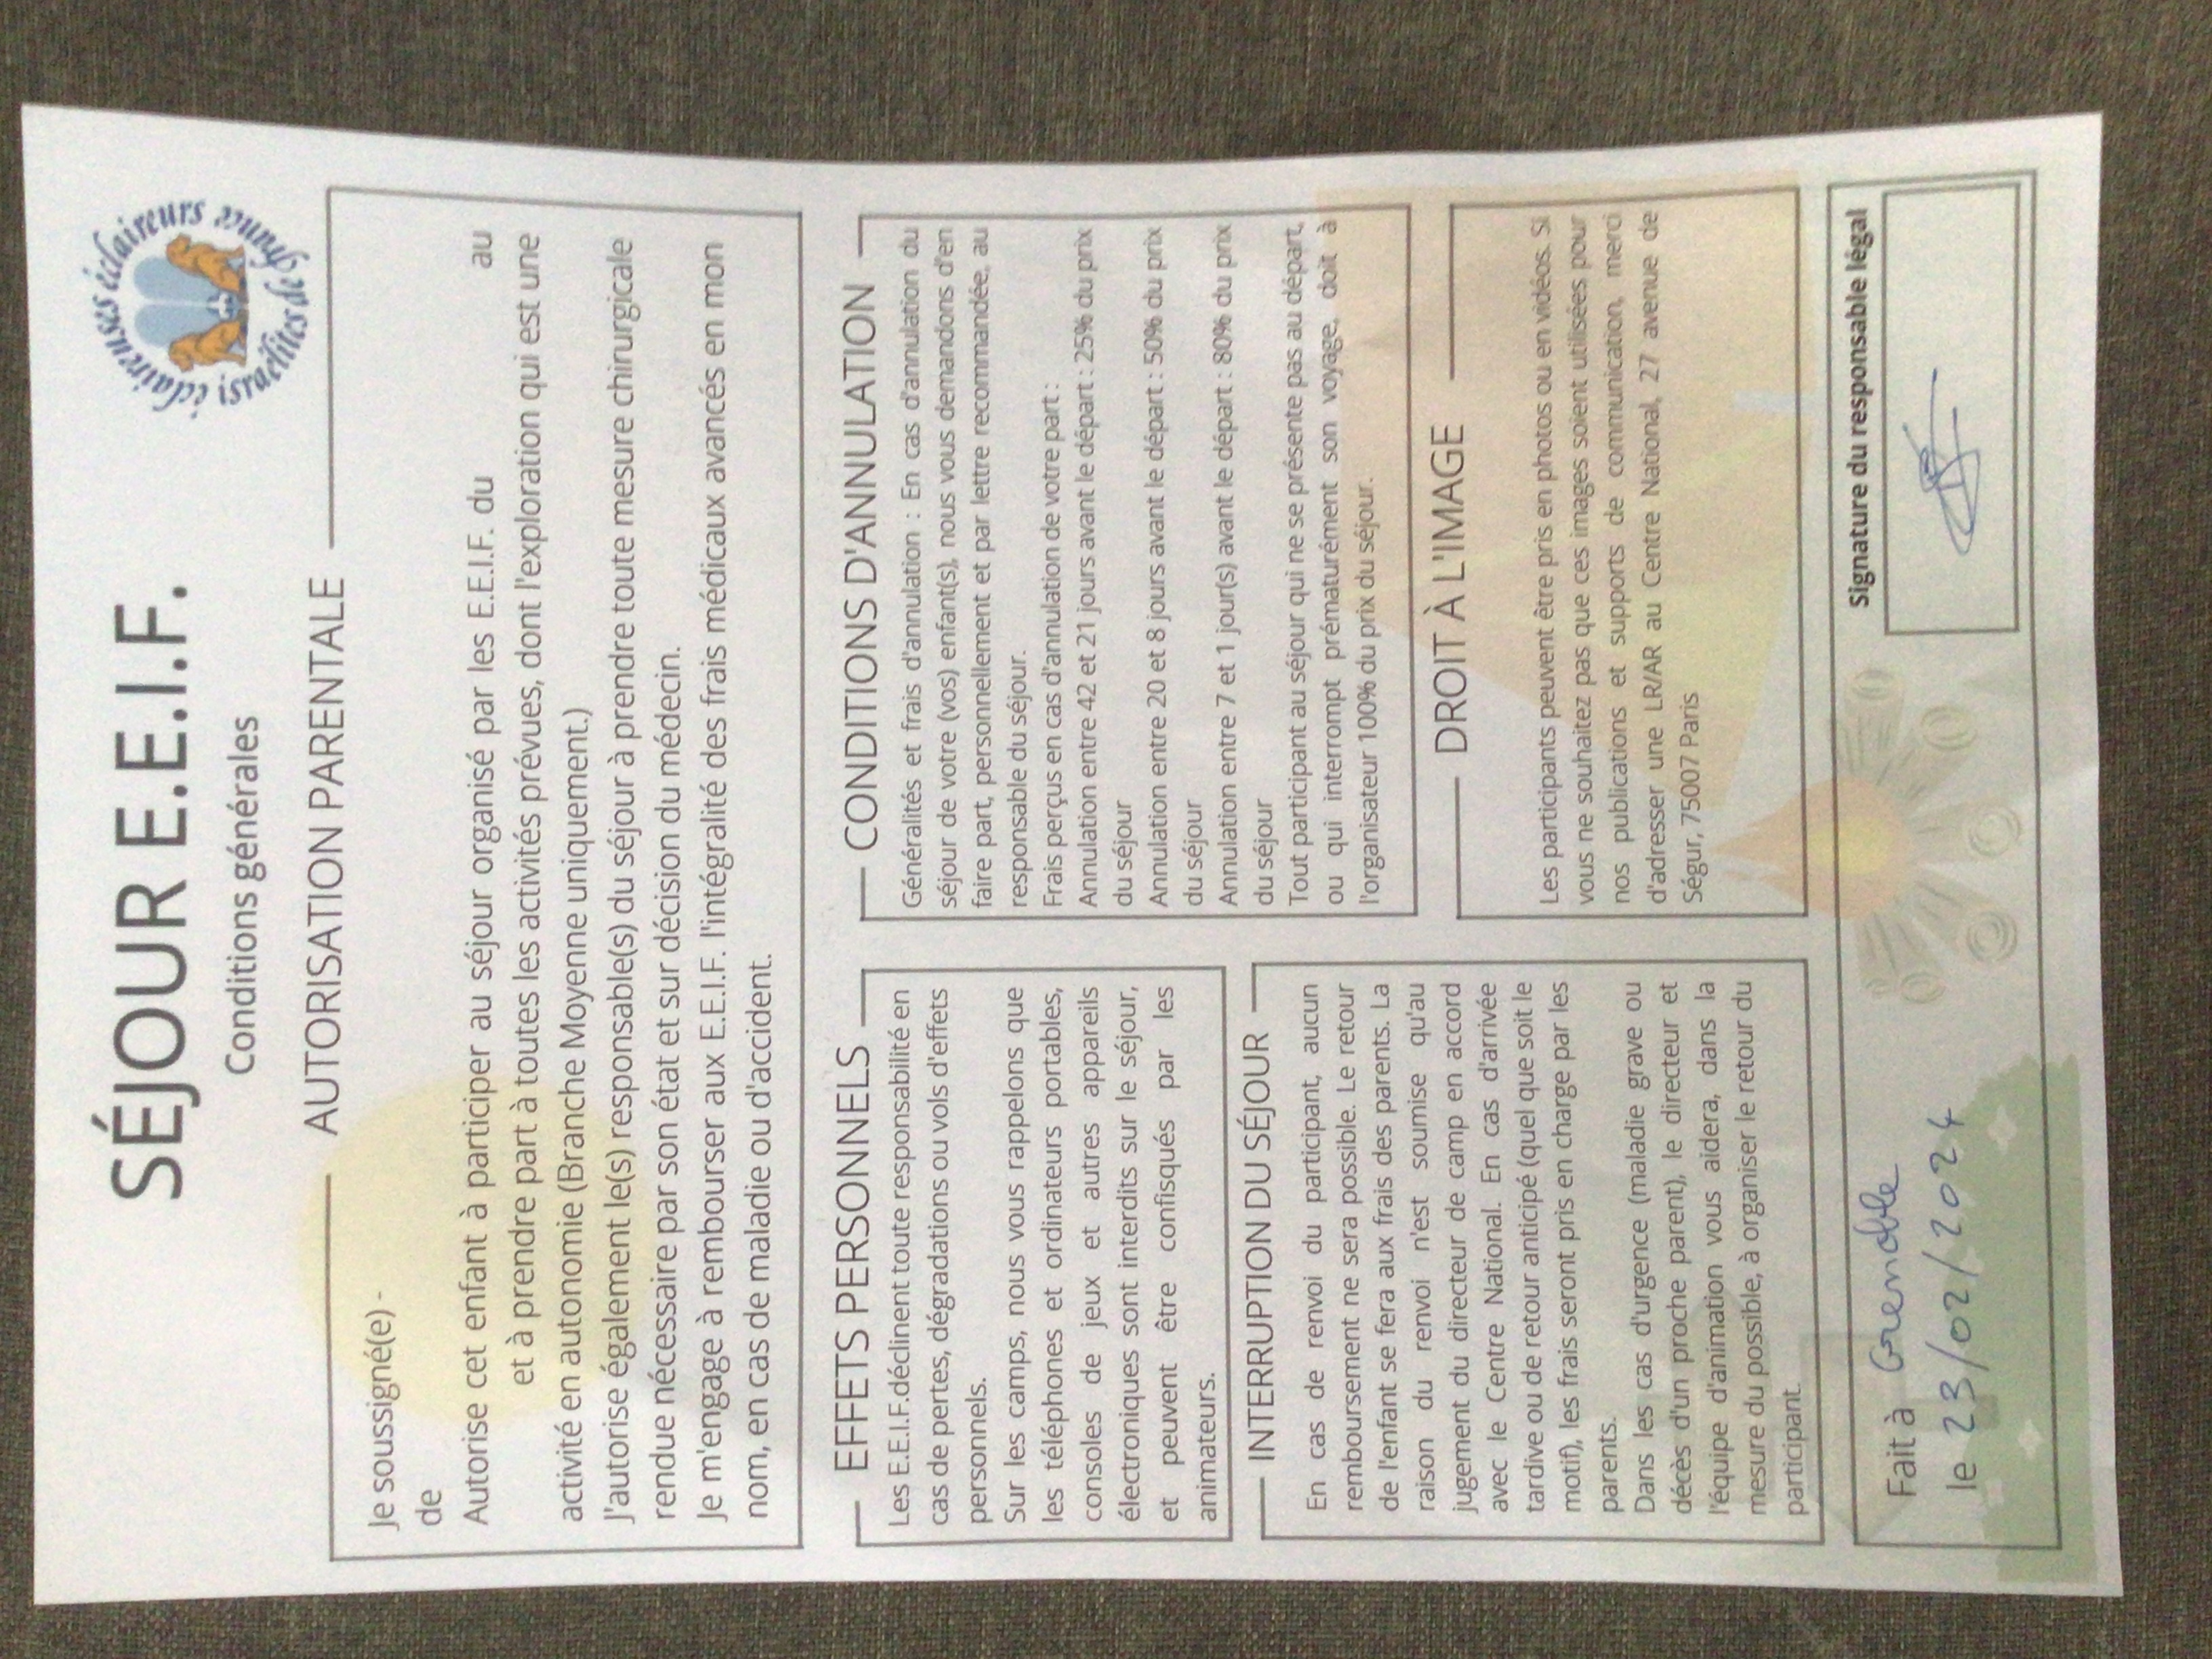 SÉJOUR E.E.I.F.
Conditions générales
éclaireuses éclaireurs israélites de france
AUTORISATION PARENTALE
Je soussigné(e) -
de
Autorise cet enfant à participer au séjour organisé par les E.E.I.F. du au
et à prendre part à toutes les activités prévues, dont l'exploration qui est une
activité en autonomie (Branche Moyenne uniquement.)
J'autorise également le(s) responsable(s) du séjour à prendre toute mesure chirurgicale
rendue nécessaire par son état et sur décision du médecin.
Je m'engage à rembourser aux E.E.I.F. l'intégralité des frais médicaux avancés en mon
nom, en cas de maladie ou d'accident.
EFFETS PERSONNELS
Les E.E.I.F.déclinent toute responsabilité en
cas de pertes, dégradations ou vols d'effets
personnels.
Sur les camps, nous vous rappelons que
les téléphones et ordinateurs portables,
consoles de jeux et autres appareils
électroniques sont interdits sur le séjour,
et peuvent être confisqués par les
animateurs.
INTERRUPTION DU SÉJOUR
En cas de renvoi du participant, aucun
remboursement ne sera possible. Le retour
de l'enfant se fera aux frais des parents. La
raison du renvoi n'est soumise qu'au
jugement du directeur de camp en accord
avec le Centre National. En cas d'arrivée
tardive ou de retour anticipé (quel que soit le
motif), les frais seront pris en charge par les
parents.
Dans les cas d'urgence (maladie grave ou
décès d'un proche parent), le directeur et
l'équipe d'animation vous aidera, dans la
mesure du possible, à organiser le retour du
participant.
CONDITIONS D'ANNULATION
Généralités et frais d'annulation : En cas d'annulation du
séjour de votre (vos) enfant(s), nous vous demandons d'en
faire part, personnellement et par lettre recommandée, au
responsable du séjour.
Frais perçus en cas d'annulation de votre part :
Annulation entre 42 et 21 jours avant le départ : 25% du prix
du séjour
Annulation entre 20 et 8 jours avant le départ : 50% du prix
du séjour
Annulation entre 7 et 1 jour(s) avant le départ : 80% du prix
du séjour
Tout participant au séjour qui ne se présente pas au départ,
ou qui interrompt prématurément son voyage, doit à
l'organisateur 100% du prix du séjour.
DROIT À L'IMAGE
Les participants peuvent être pris en photos ou en vidéos. Si
vous ne souhaitez pas que ces images soient utilisées pour
nos publications et supports de communication, merci
d'adresser une LR/AR au Centre National, 27 avenue de
Ségur, 75007 Paris
Fait à Grenoble
le 23/02/2024
Signature du responsable légal